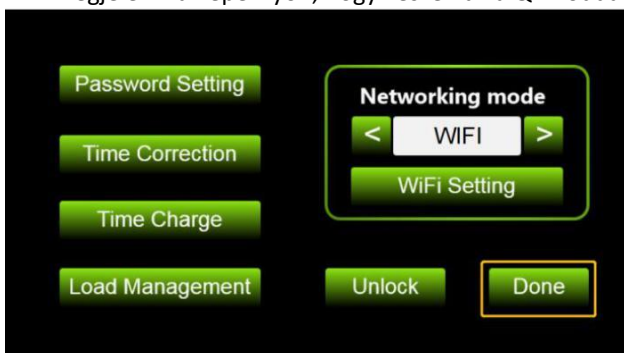 Password Setting
Time Correction
Time Charge
Load Management
Networking mode
< WIFI >
WiFi Setting
Unlock
Done